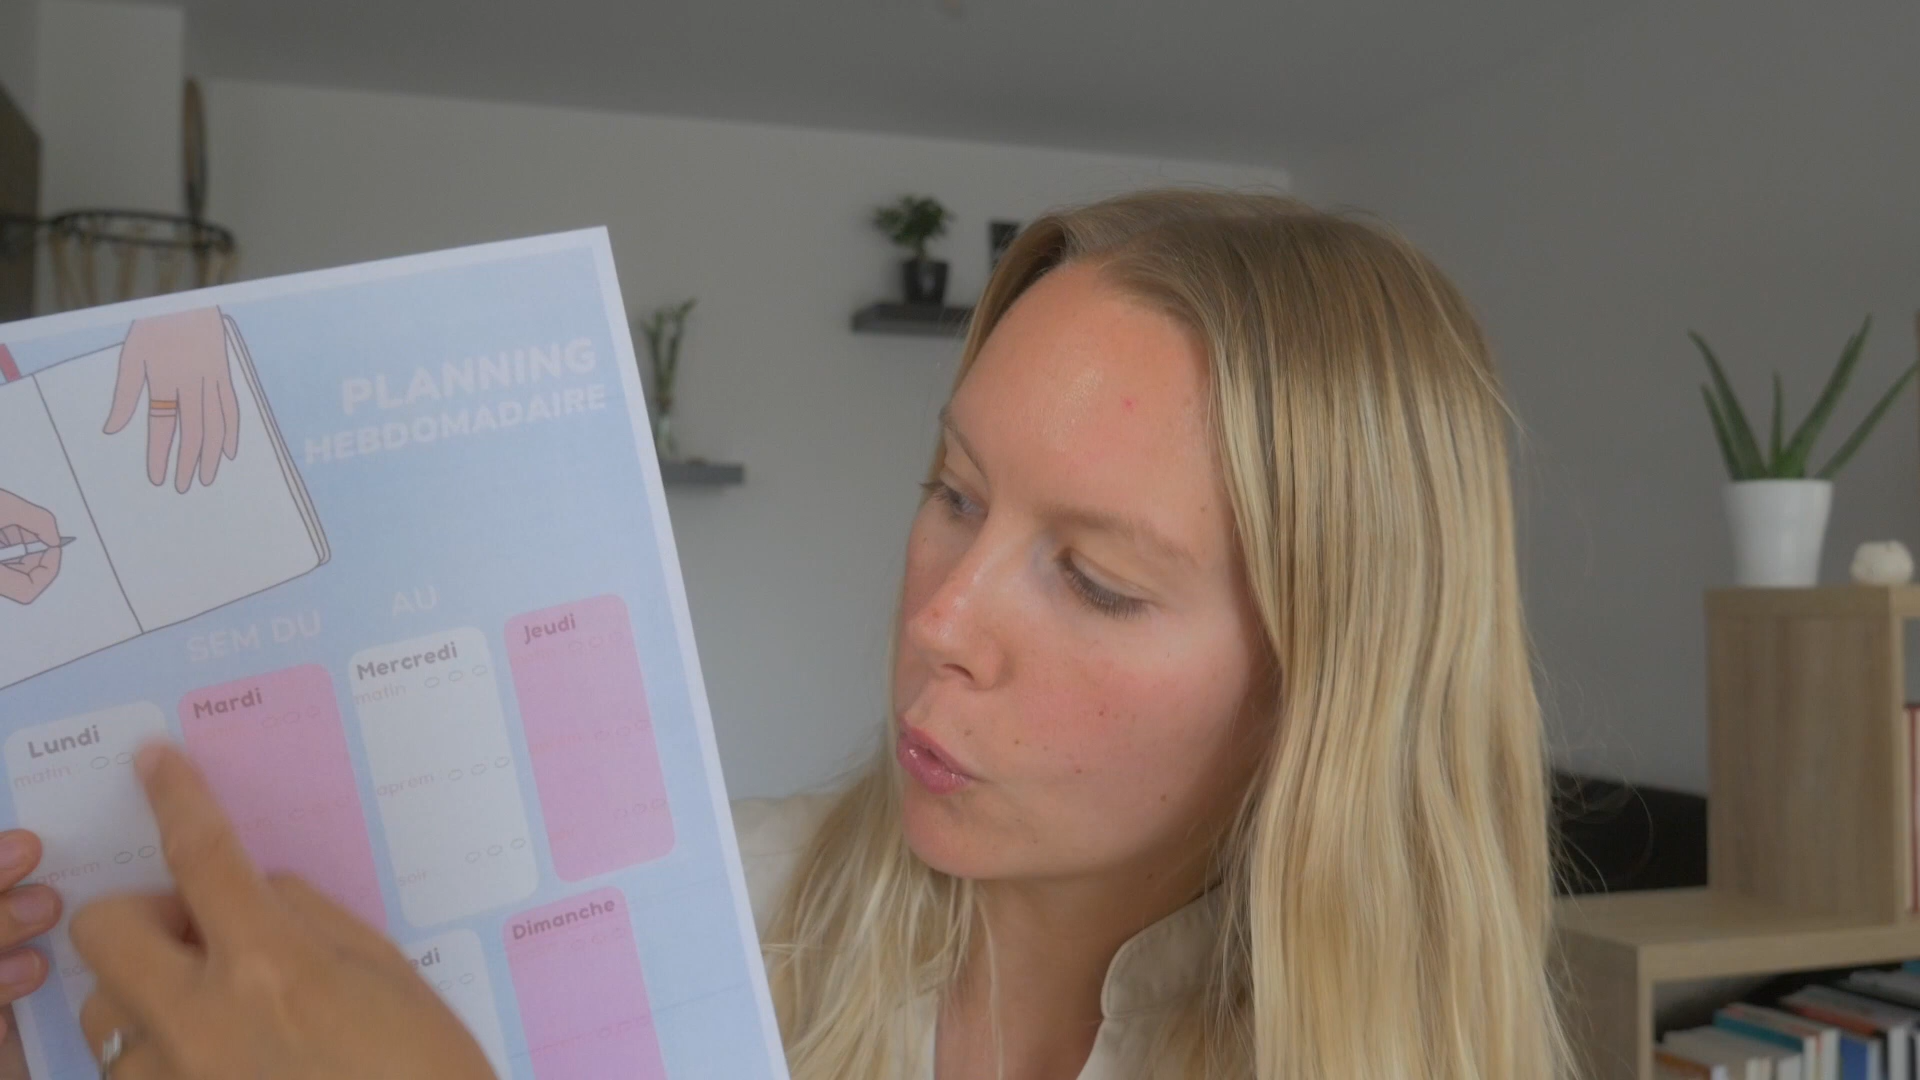 PLANNING
HEBDOMADAIRE
SEM DU AU
Lundi
matin
aprem
Mardi
Mercredi
matin
aprem
soir
Jeudi
Dimanche